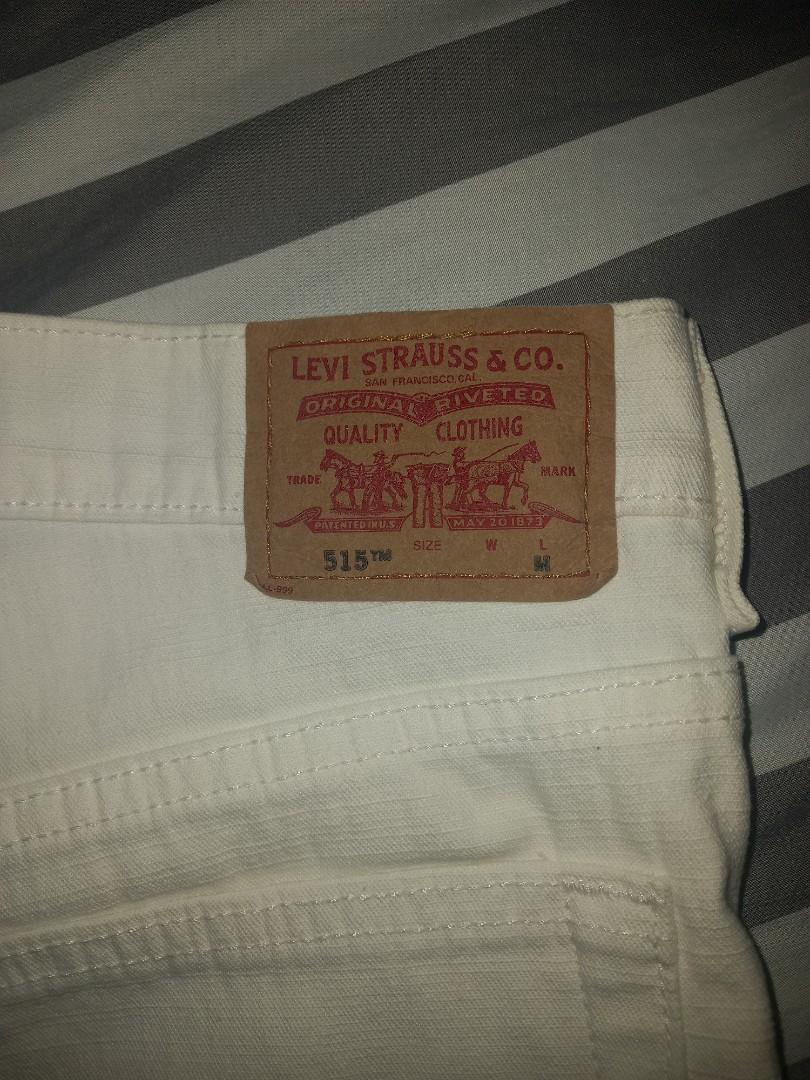 LEVI STRAUSS & CO.
SAN FRANCISCO, CAL.
ORIGINAL RIVETED
QUALITY CLOTHING
TRADE MARK
PATENTED IN U.S. MAY 20 1873
SIZE W L
515™ M